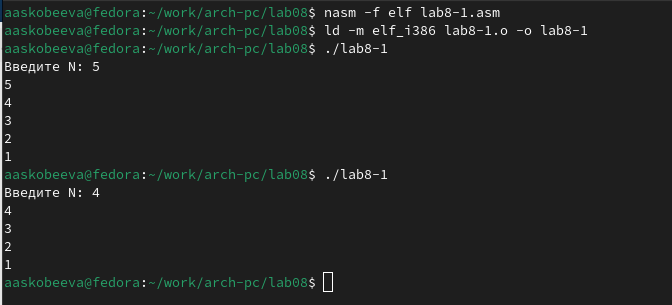 aaskobeeva@fedora:~/work/arch-pc/lab08$ nasm -f elf lab8-1.asm
aaskobeeva@fedora:~/work/arch-pc/lab08$ ld -m elf_i386 lab8-1.o -o lab8-1
aaskobeeva@fedora:~/work/arch-pc/lab08$ ./lab8-1
Введите N: 5
5
4
3
2
1
aaskobeeva@fedora:~/work/arch-pc/lab08$ ./lab8-1
Введите N: 4
4
3
2
1
aaskobeeva@fedora:~/work/arch-pc/lab08$